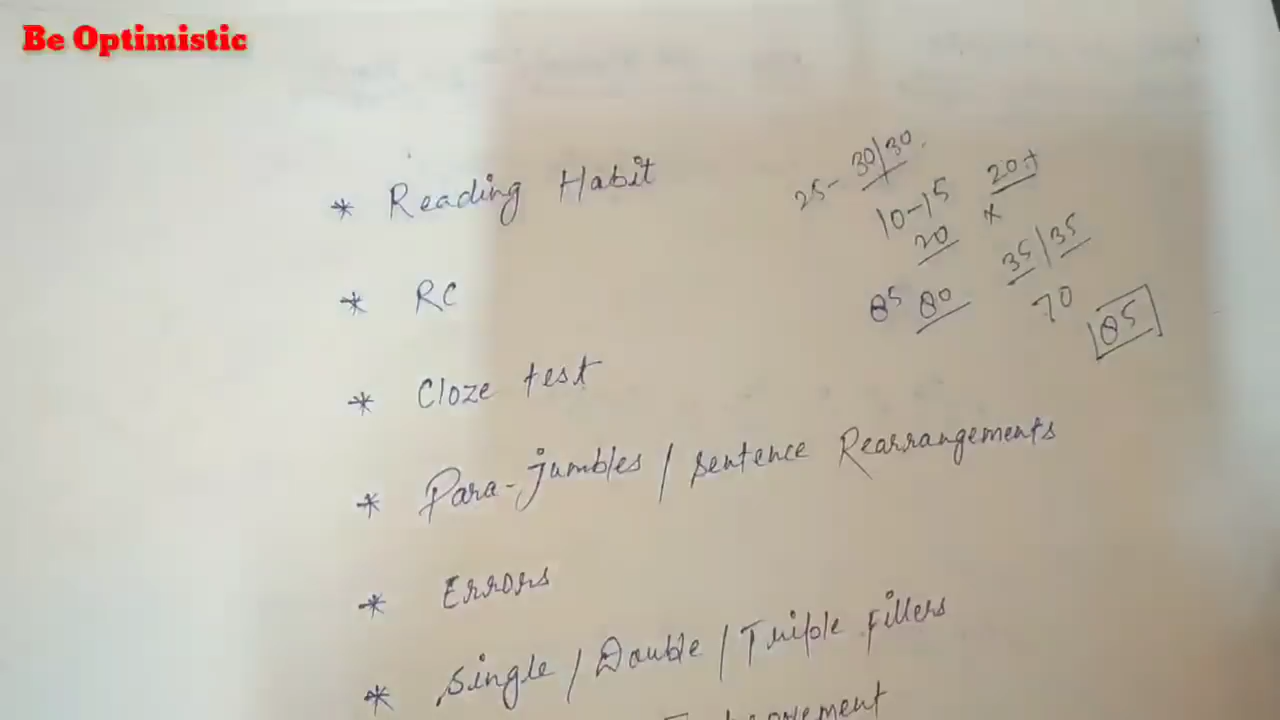 Be Optimistic
* Reading Habit
25-30/30
10-15
20
20+
x
35/35
85 80
70
85
* RC
* Cloze test
* Para-jumbles / sentence Rearrangements
* Errors
* Single / Double / Triple fillers